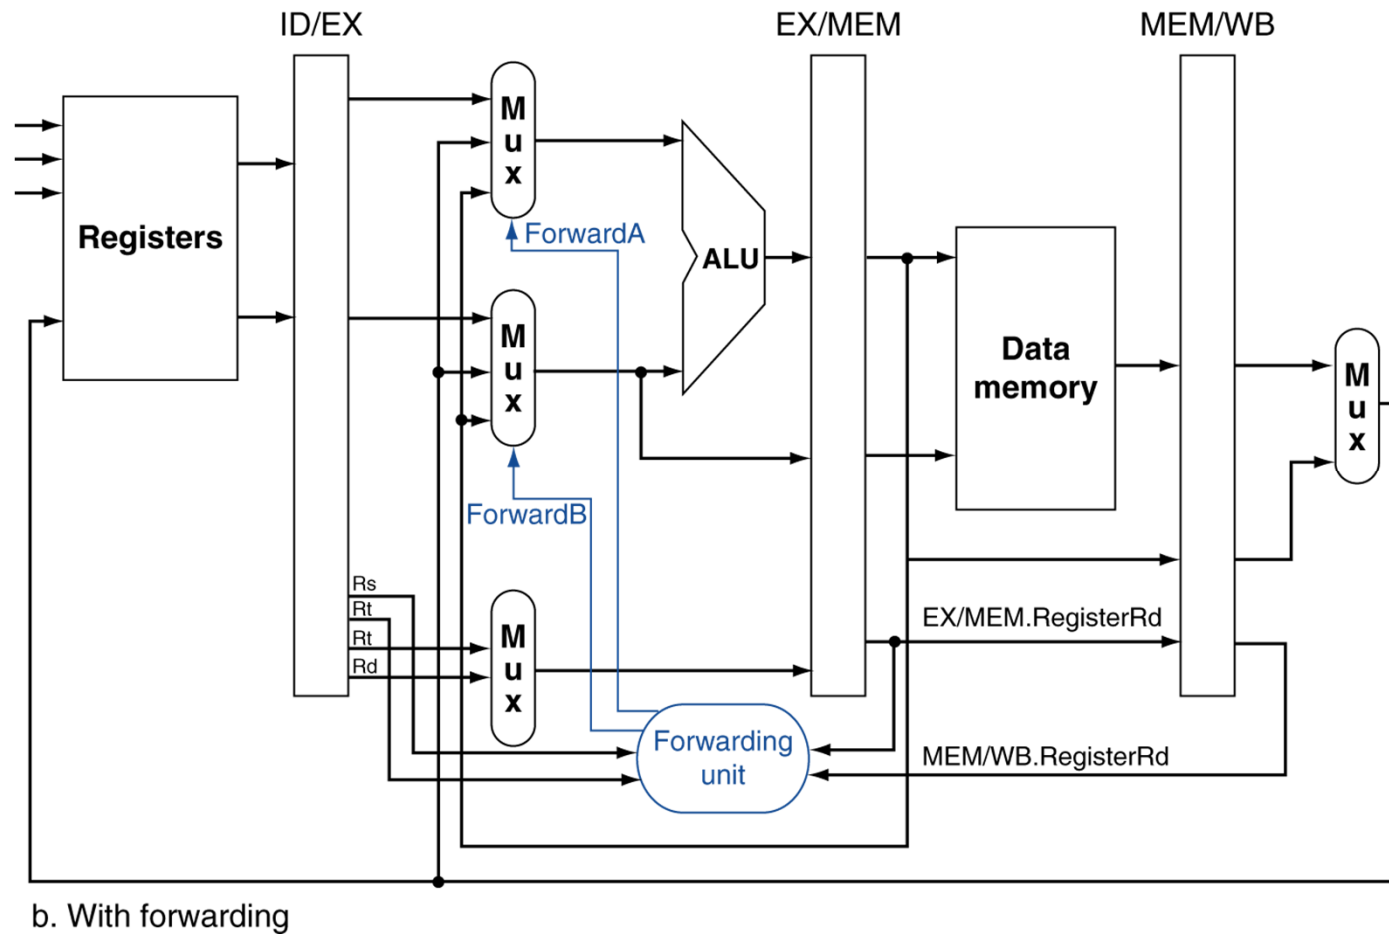 ID/EX
EX/MEM
MEM/WB
M
u
x
Registers
ForwardA
ALU
M
u
x
Data
memory
M
u
x
ForwardB
Rs
Rt
Rt
Rd
M
u
x
EX/MEM.RegisterRd
Forwarding
unit
MEM/WB.RegisterRd
b. With forwarding